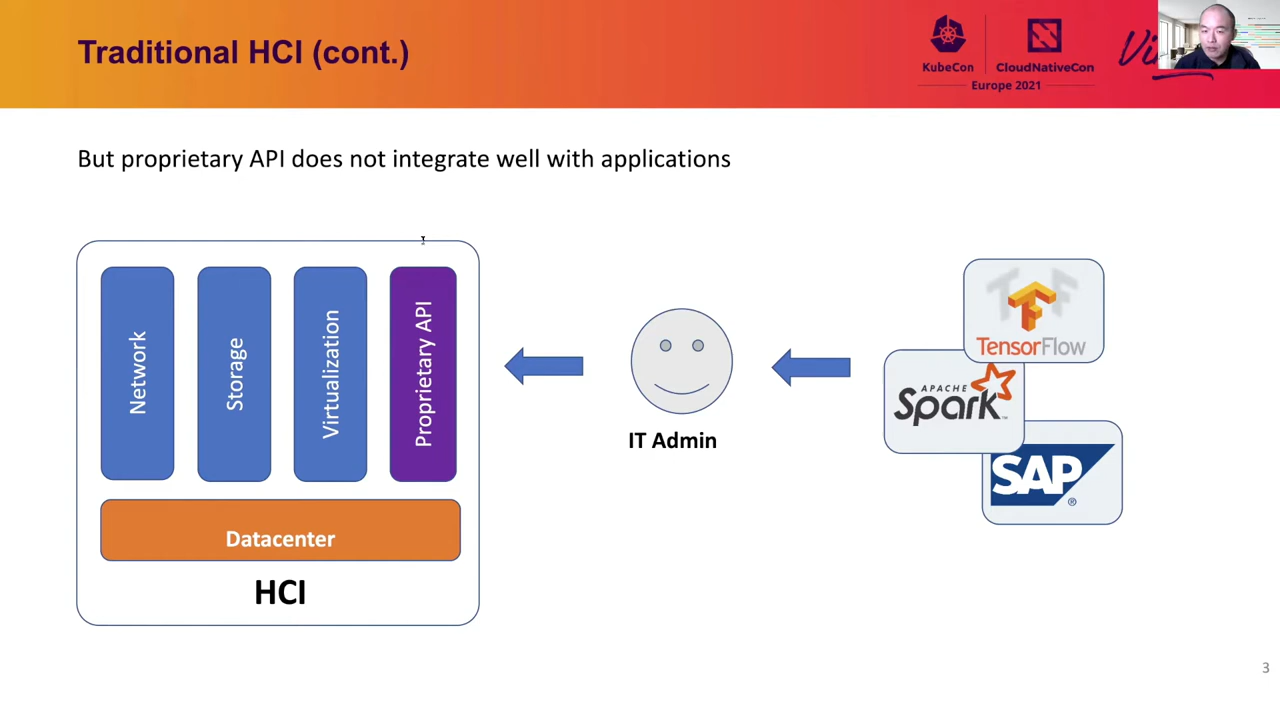 Traditional HCI (cont.)
KubeCon
CloudNativeCon
Europe 2021
But proprietary API does not integrate well with applications
Network
Storage
Virtualization
Proprietary API
Datacenter
HCI
IT Admin
TensorFlow
APACHE
Spark™
SAP
®
3